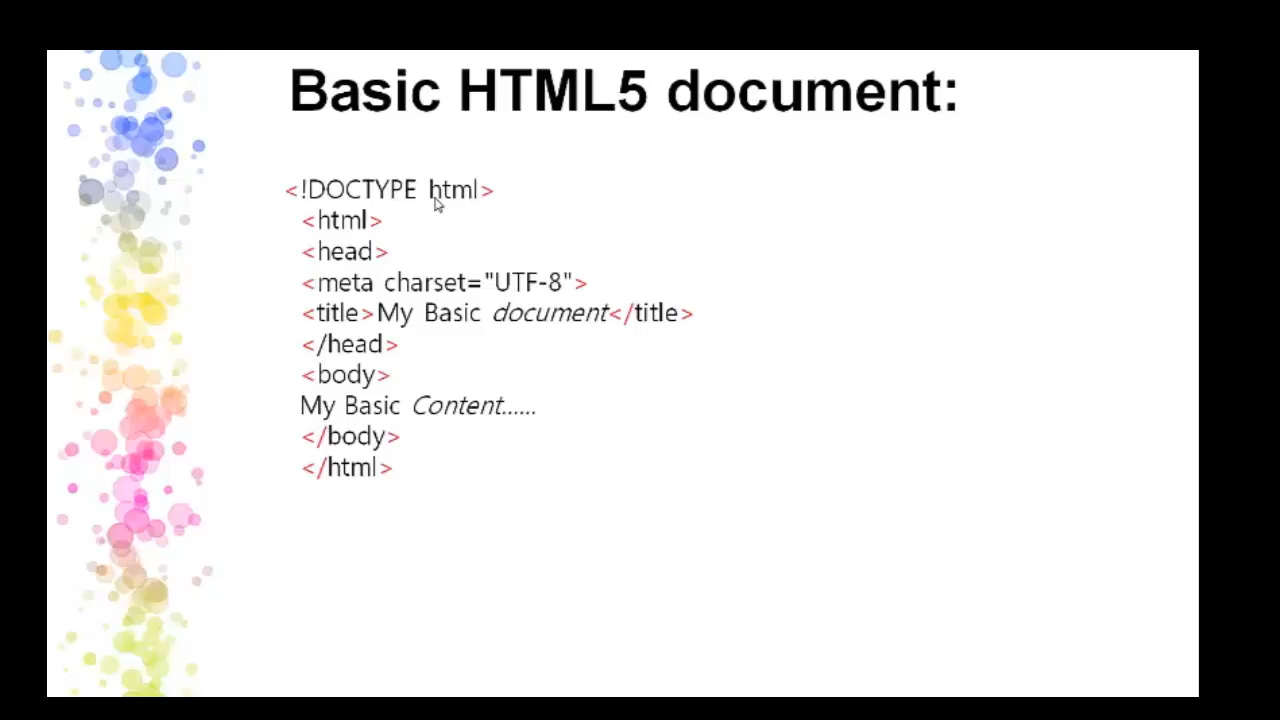 Basic HTML5 document:
<!DOCTYPE html>
<html>
<head>
<meta charset="UTF-8">
<title>My Basic document</title>
</head>
<body>
My Basic Content......
</body>
</html>